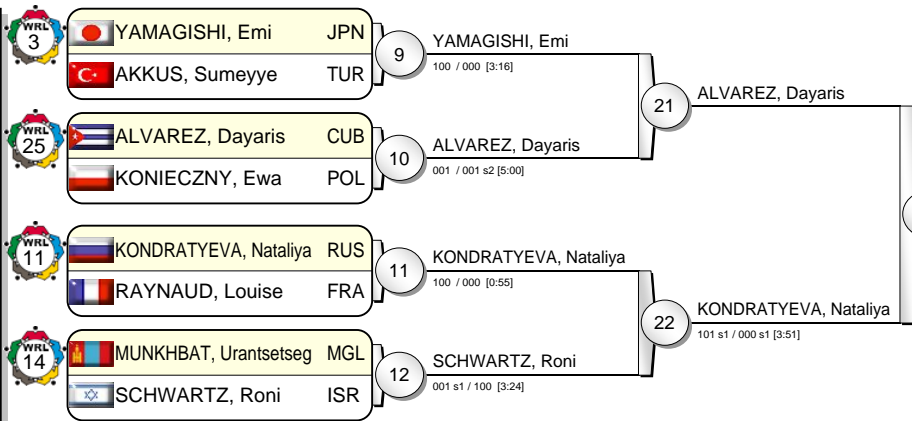 WRL
3
YAMAGISHI, Emi JPN
AKKUS, Sumeyye TUR
9
YAMAGISHI, Emi
100 / 000 [3:16]
WRL
25
ALVAREZ, Dayaris CUB
KONIECZNY, Ewa POL
10
ALVAREZ, Dayaris
001 / 001 s2 [5:00]
21
ALVAREZ, Dayaris
WRL
11
KONDRATYEVA, Nataliya RUS
RAYNAUD, Louise FRA
11
KONDRATYEVA, Nataliya
100 / 000 [0:55]
WRL
14
MUNKHBAT, Urantsetseg MGL
SCHWARTZ, Roni ISR
12
SCHWARTZ, Roni
001 s1 / 100 [3:24]
22
KONDRATYEVA, Nataliya
101 s1 / 000 s1 [3:51]